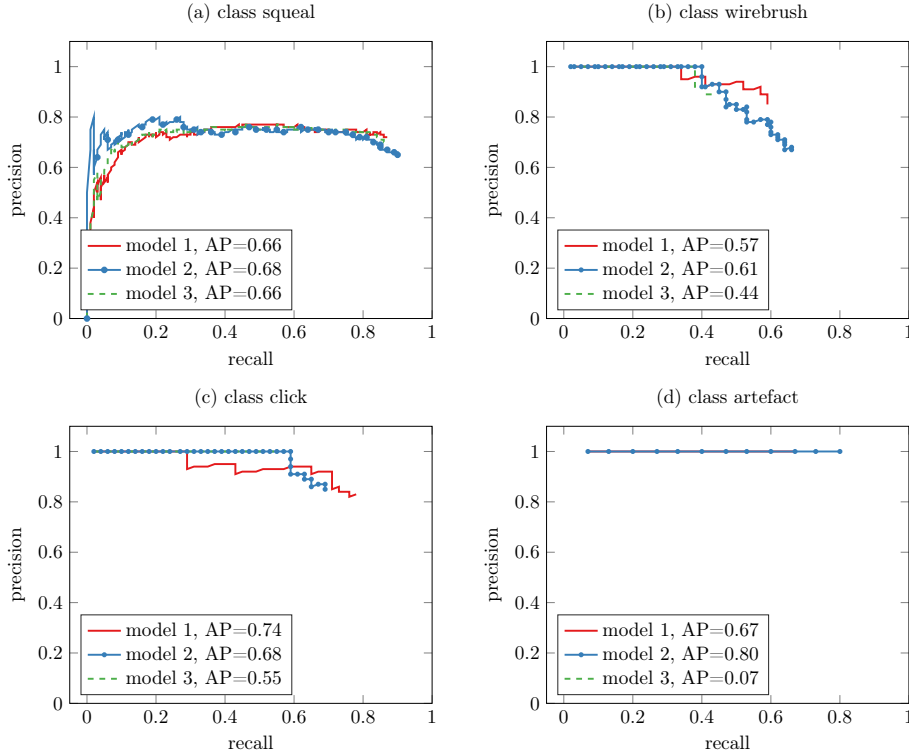 (a) class squeal
1
0.8
0.6
0.4
0.2
0
precision
model 1, AP=0.66
model 2, AP=0.68
model 3, AP=0.66
0 0.2 0.4 0.6 0.8 1
recall
(b) class wirebrush
1
0.8
0.6
0.4
0.2
0
precision
model 1, AP=0.57
model 2, AP=0.61
model 3, AP=0.44
0 0.2 0.4 0.6 0.8 1
recall
(c) class click
1
0.8
0.6
0.4
0.2
0
precision
model 1, AP=0.74
model 2, AP=0.68
model 3, AP=0.55
0 0.2 0.4 0.6 0.8 1
recall
(d) class artefact
1
0.8
0.6
0.4
0.2
0
precision
model 1, AP=0.67
model 2, AP=0.80
model 3, AP=0.07
0 0.2 0.4 0.6 0.8 1
recall